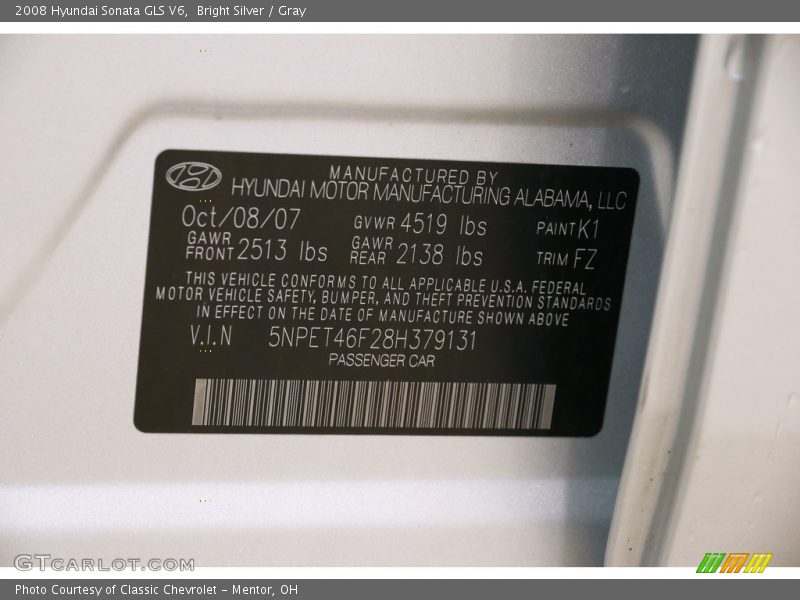 2008 Hyundai Sonata GLS V6,  Bright Silver / Gray
MANUFACTURED BY
HYUNDAI MOTOR MANUFACTURING ALABAMA, LLC
Oct/08/07 GVWR 4519 lbs PAINT K1
GAWR FRONT 2513 lbs GAWR REAR 2138 lbs TRIM FZ
THIS VEHICLE CONFORMS TO ALL APPLICABLE U.S.A. FEDERAL
MOTOR VEHICLE SAFETY, BUMPER, AND THEFT PREVENTION STANDARDS
IN EFFECT ON THE DATE OF MANUFACTURE SHOWN ABOVE
V.I.N 5NPET46F28H379131
PASSENGER CAR
GTCARLOT.COM
Photo Courtesy of Classic Chevrolet - Mentor, OH